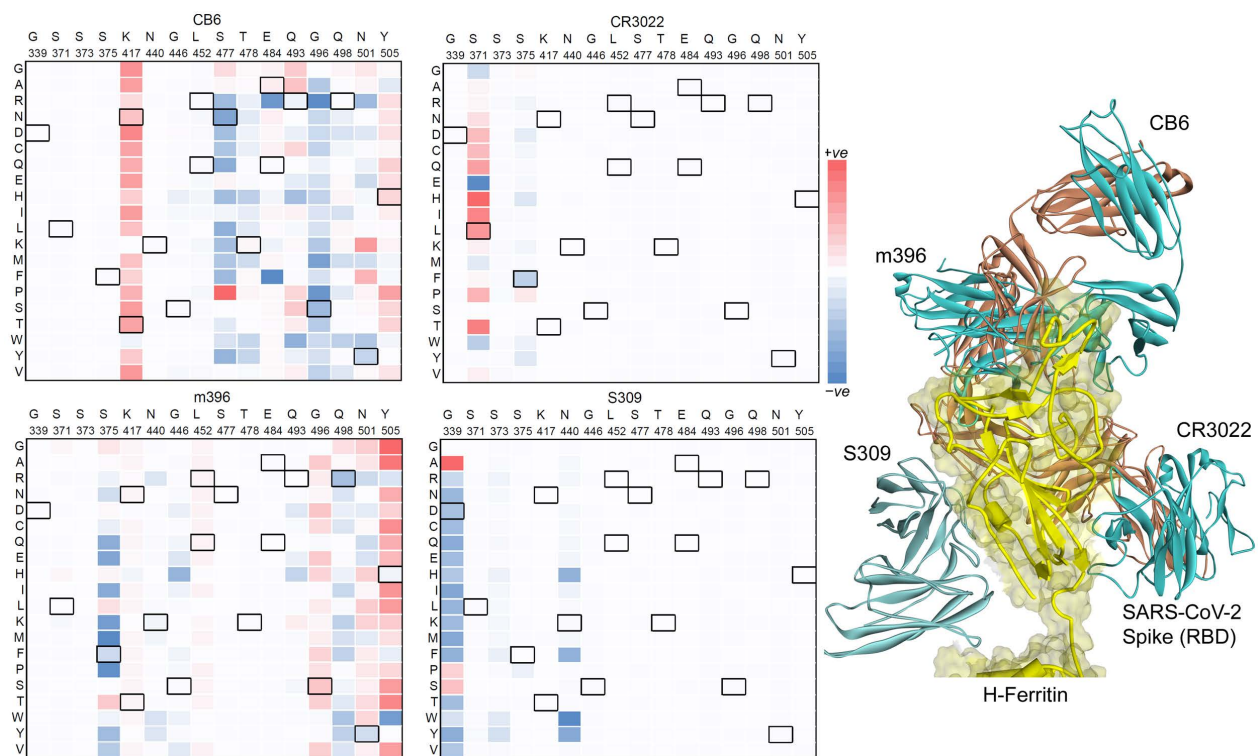 CB6
G S S S K N G L S T E Q G Q N Y
339 371 373 375 417 440 446 452 477 478 484 493 496 498 501 505
G
A
R
N
D
C
Q
E
H
I
L
K
M
F
P
S
T
W
Y
V
CR3022
G S S S K N G L S T E Q G Q N Y
339 371 373 375 417 440 446 452 477 478 484 493 496 498 501 505
G
A
R
N
D
C
Q
E
H
I
L
K
M
F
P
S
T
W
Y
V
+ve
−ve
m396
G S S S K N G L S T E Q G Q N Y
339 371 373 375 417 440 446 452 477 478 484 493 496 498 501 505
G
A
R
N
D
C
Q
E
H
I
L
K
M
F
P
S
T
W
Y
V
S309
G S S S K N G L S T E Q G Q N Y
339 371 373 375 417 440 446 452 477 478 484 493 496 498 501 505
G
A
R
N
D
C
Q
E
H
I
L
K
M
F
P
S
T
W
Y
V
CB6
m396
S309
CR3022
SARS-CoV-2
Spike (RBD)
H-Ferritin